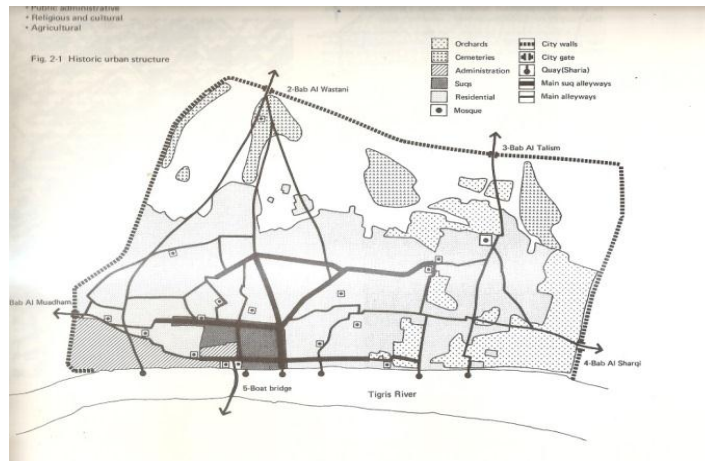 • Public administrative
• Religious and cultural
• Agricultural
Fig. 2-1 Historic urban structure
Orchards
Cemeteries
Administration
Suqs
Residential
Mosque
City walls
City gate
Quay(Sharia)
Main suq alleyways
Main alleyways
2-Bab Al Wastani
3-Bab Al Talism
Bab Al Muadham
4-Bab Al Sharqi
5-Boat bridge
Tigris River